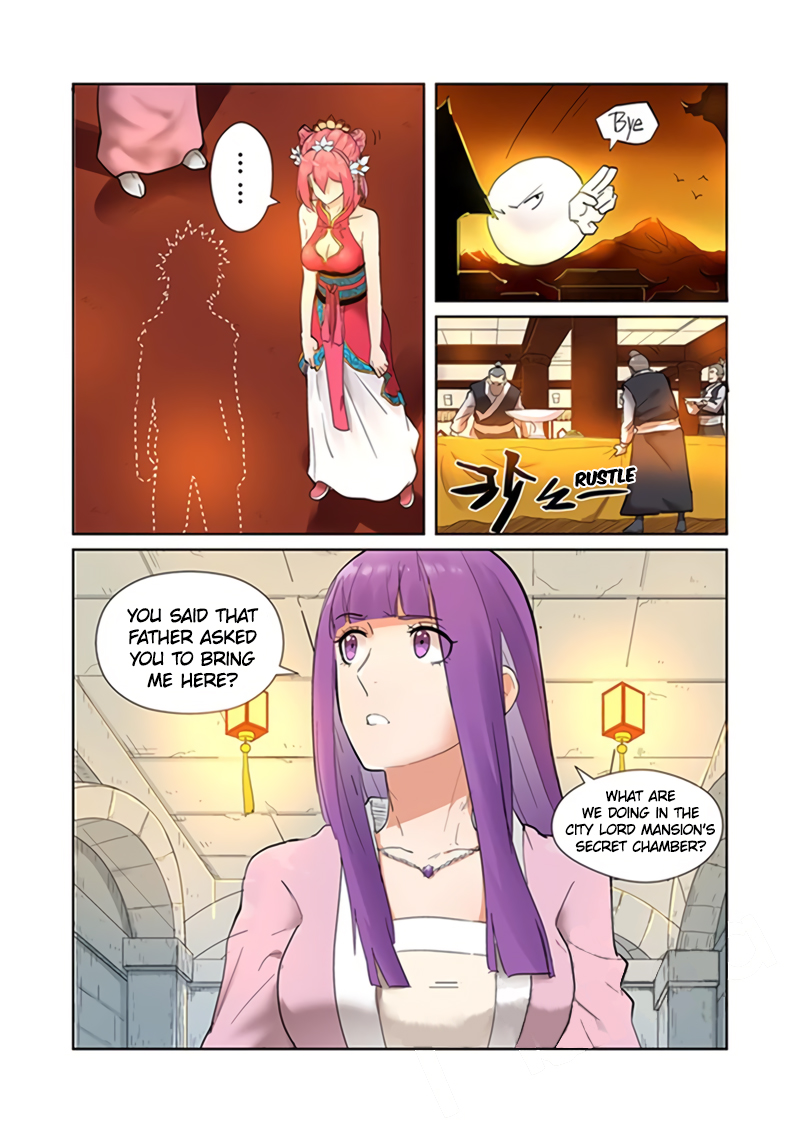 ....
Bye
RUSTLE
YOU SAID THAT
FATHER ASKED
YOU TO BRING
ME HERE?
WHAT ARE
WE DOING IN THE
CITY LORD MANSION'S
SECRET CHAMBER?